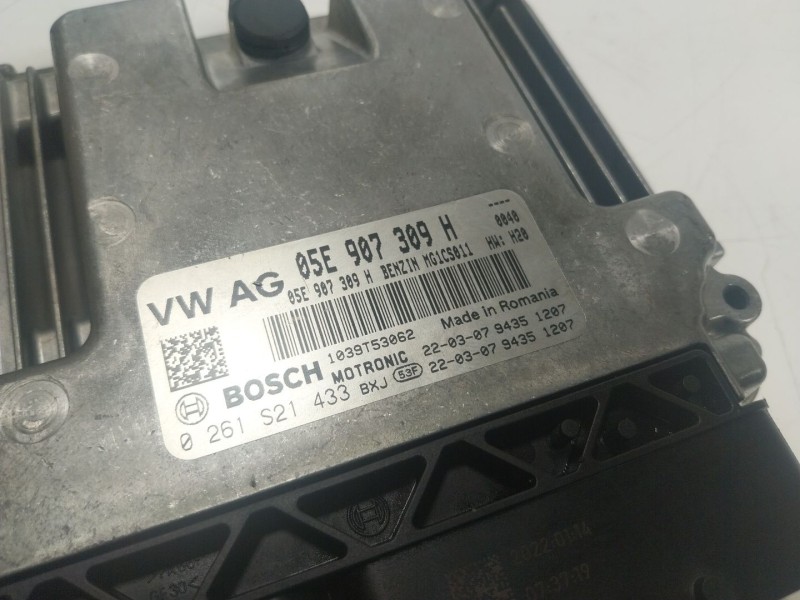 ----
VW AG 05E 907 309 H 0040
05E 907 309 H BENZIN MG1CS011 HW: H20
1039T53062 Made in Romania
BOSCH MOTRONIC 22-03-07 9435 1207
0 261 S21 433 BXJ 53F 22-03-07 9435 1207